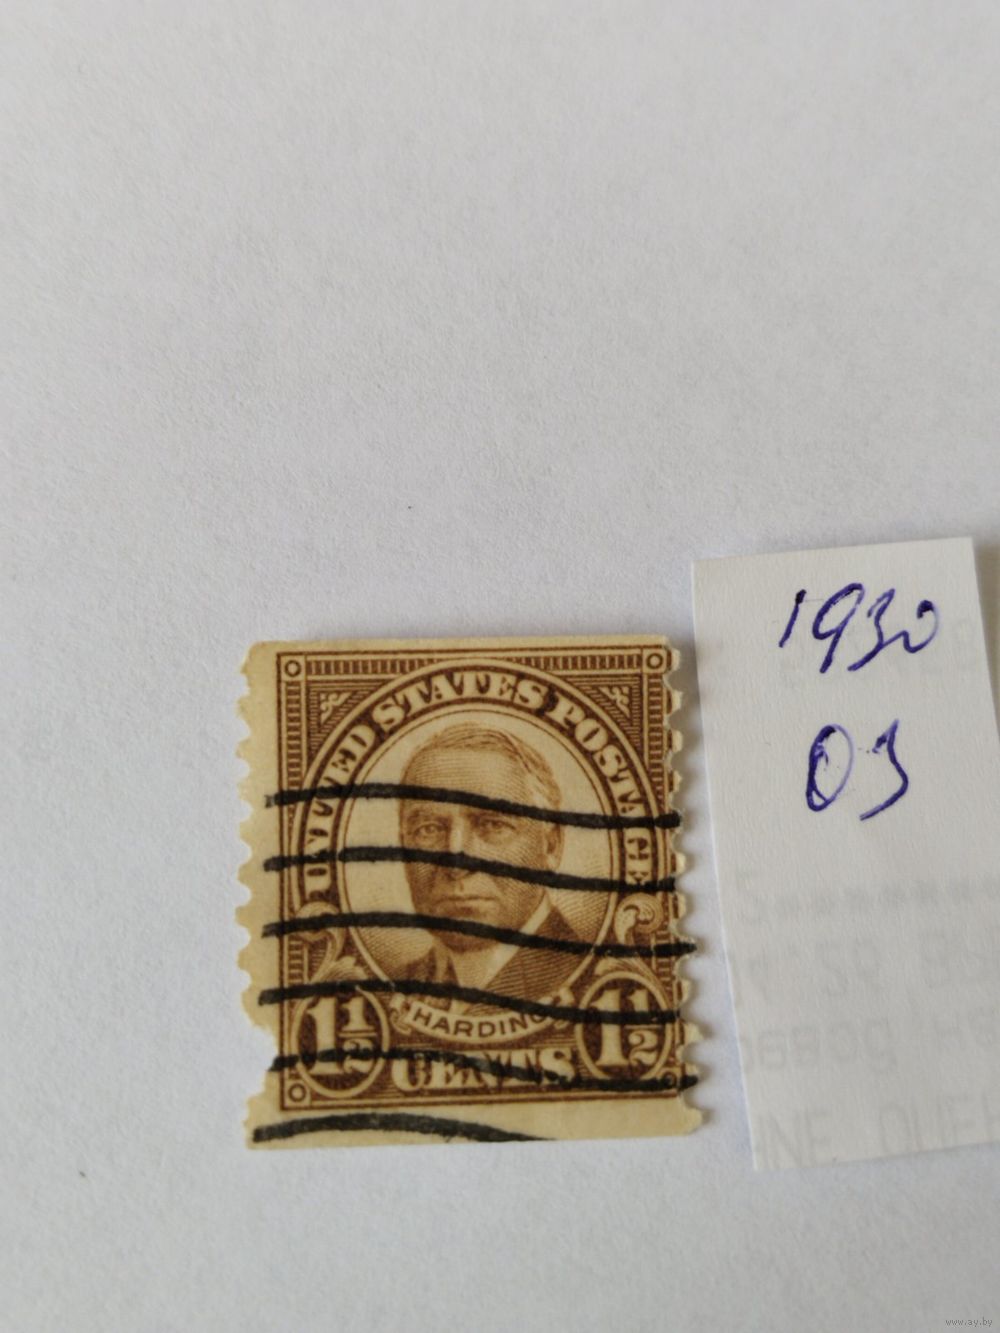 UNITED STATES POSTAGE
HARDING
1½ 1½
CENTS
1930
03
www.ay.by